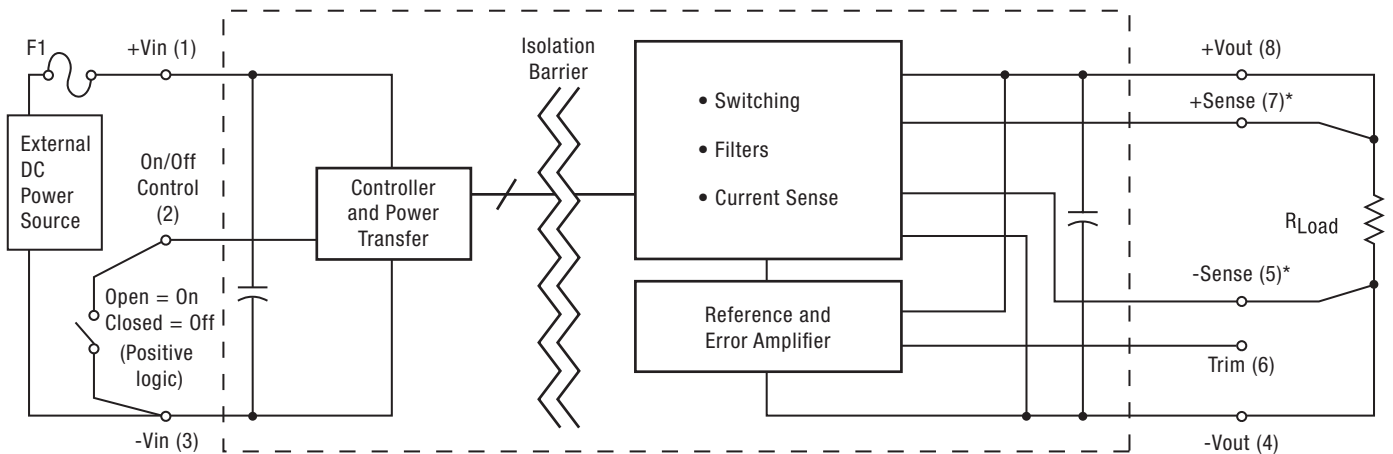 F1
+Vin (1)
External
DC
Power
Source
On/Off
Control
(2)
Open = On
Closed = Off
(Positive
logic)
-Vin (3)
Controller
and Power
Transfer
Isolation
Barrier
• Switching
• Filters
• Current Sense
Reference and
Error Amplifier
+Vout (8)
+Sense (7)*
RLoad
-Sense (5)*
Trim (6)
-Vout (4)